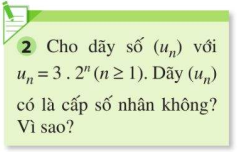 2 Cho dãy số (uₙ) với
uₙ = 3 . 2ⁿ (n ≥ 1). Dãy (uₙ)
có là cấp số nhân không?
Vì sao?